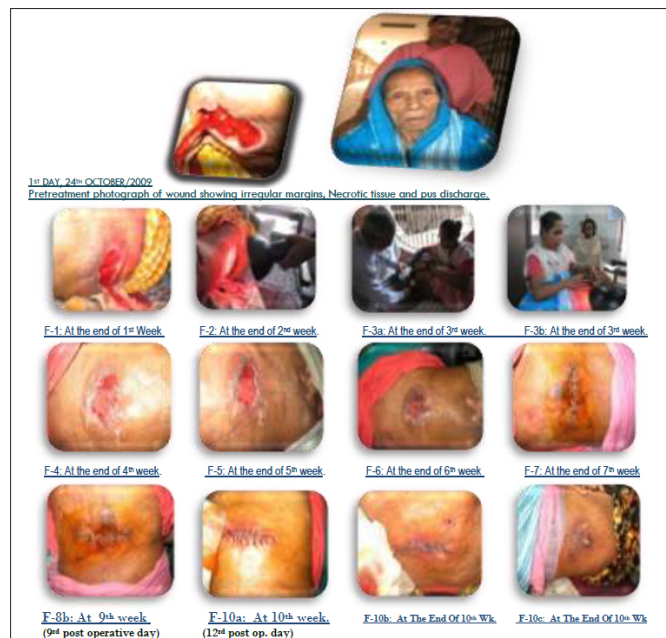 1ST DAY, 24TH OCTOBER/2009
Pretreatment photograph of wound showing irregular margins, Necrotic tissue and pus discharge.
F-1: At the end of 1st Week.
F-2: At the end of 2nd week.
F-3a: At the end of 3rd week.
F-3b: At the end of 3rd week.
F-4: At the end of 4th week.
F-5: At the end of 5th week.
F-6: At the end of 6th week
F-7: At the end of 7th week
F-8b: At 9th week
(9rd post operative day)
F-10a: At 10th week.
(12rd post op. day)
F-10b: At The End Of 10th Wk.
F-10c: At The End Of 10th Wk